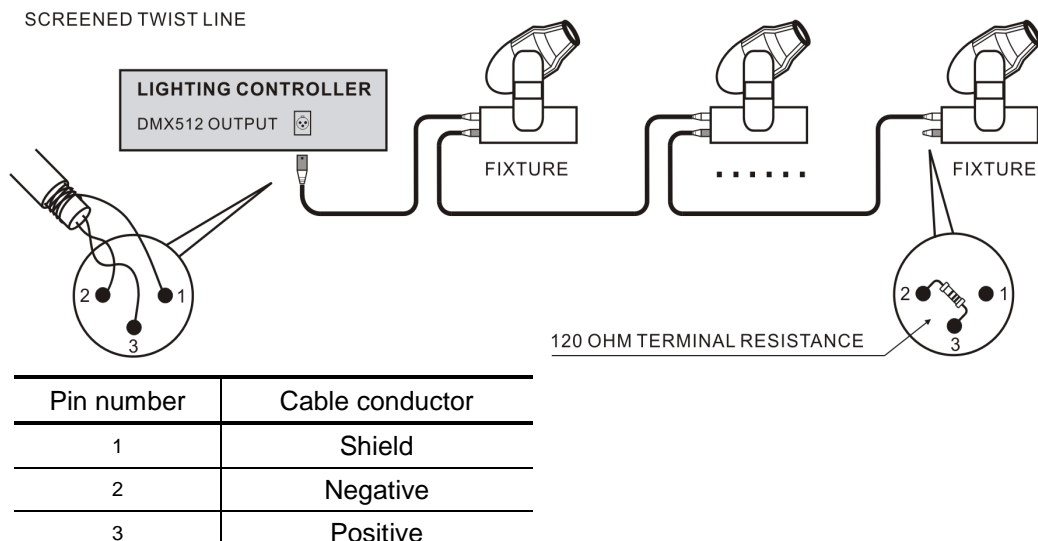 SCREENED TWIST LINE
LIGHTING CONTROLLER
DMX512 OUTPUT
FIXTURE
......
FIXTURE
FIXTURE
2
1
3
2
1
3
120 OHM TERMINAL RESISTANCE
Pin number Cable conductor
1 Shield
2 Negative
3 Positive